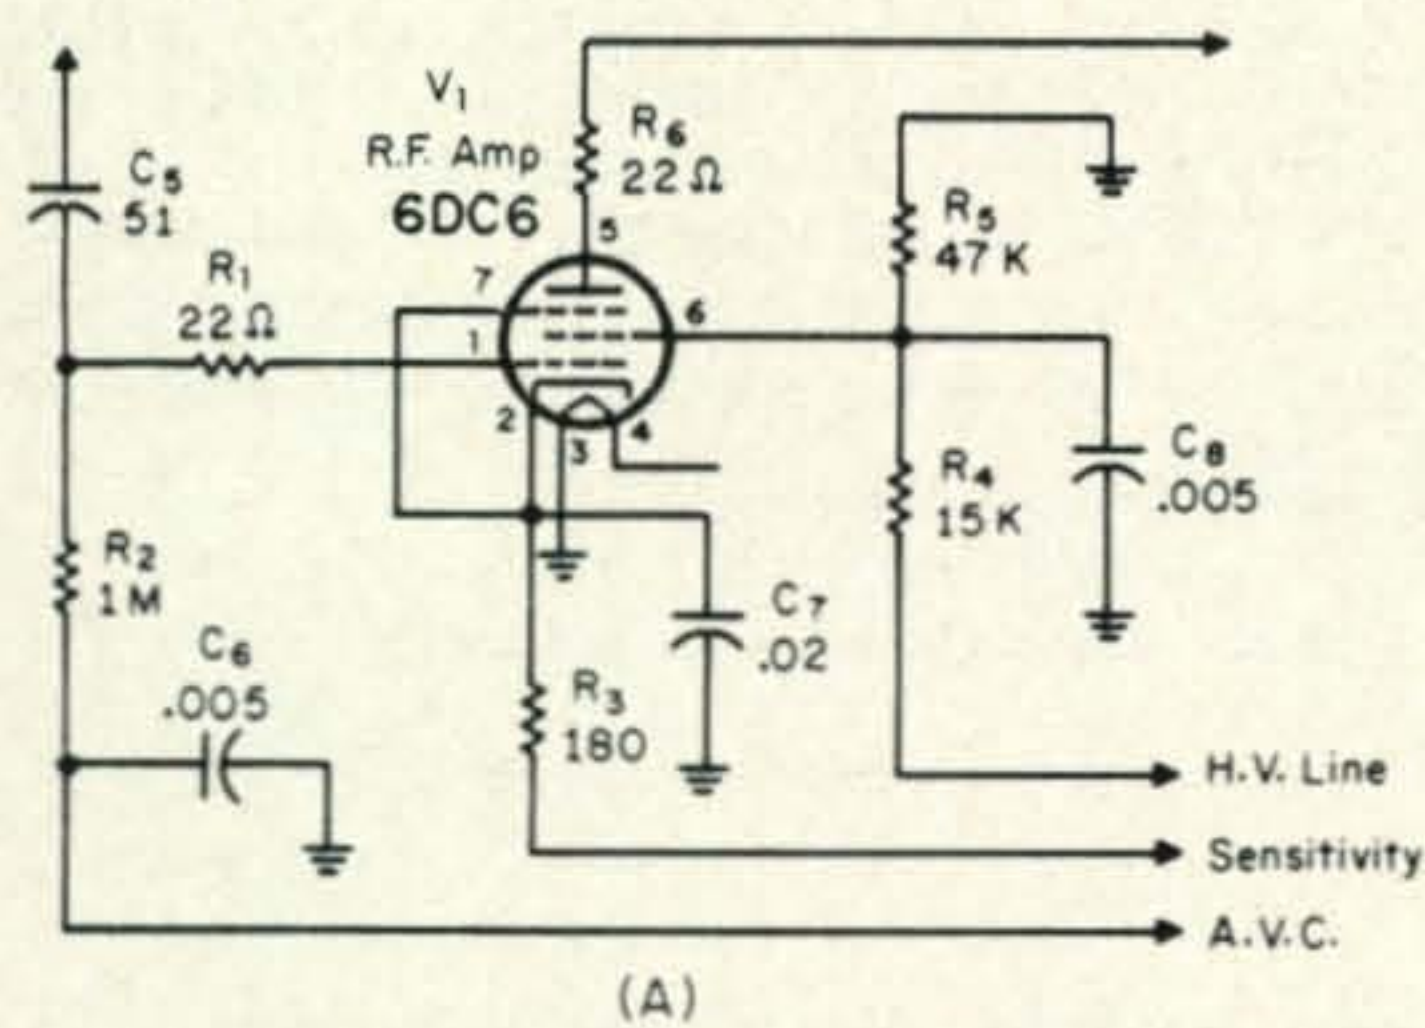 V1
R.F. Amp
6DC6
R6
22Ω
C5
51
R1
22Ω
5
7
1
6
2
3
4
R5
47K
R4
15K
C8
.005
R2
1M
C6
.005
C7
.02
R3
180
H.V. Line
Sensitivity
A.V.C.
(A)